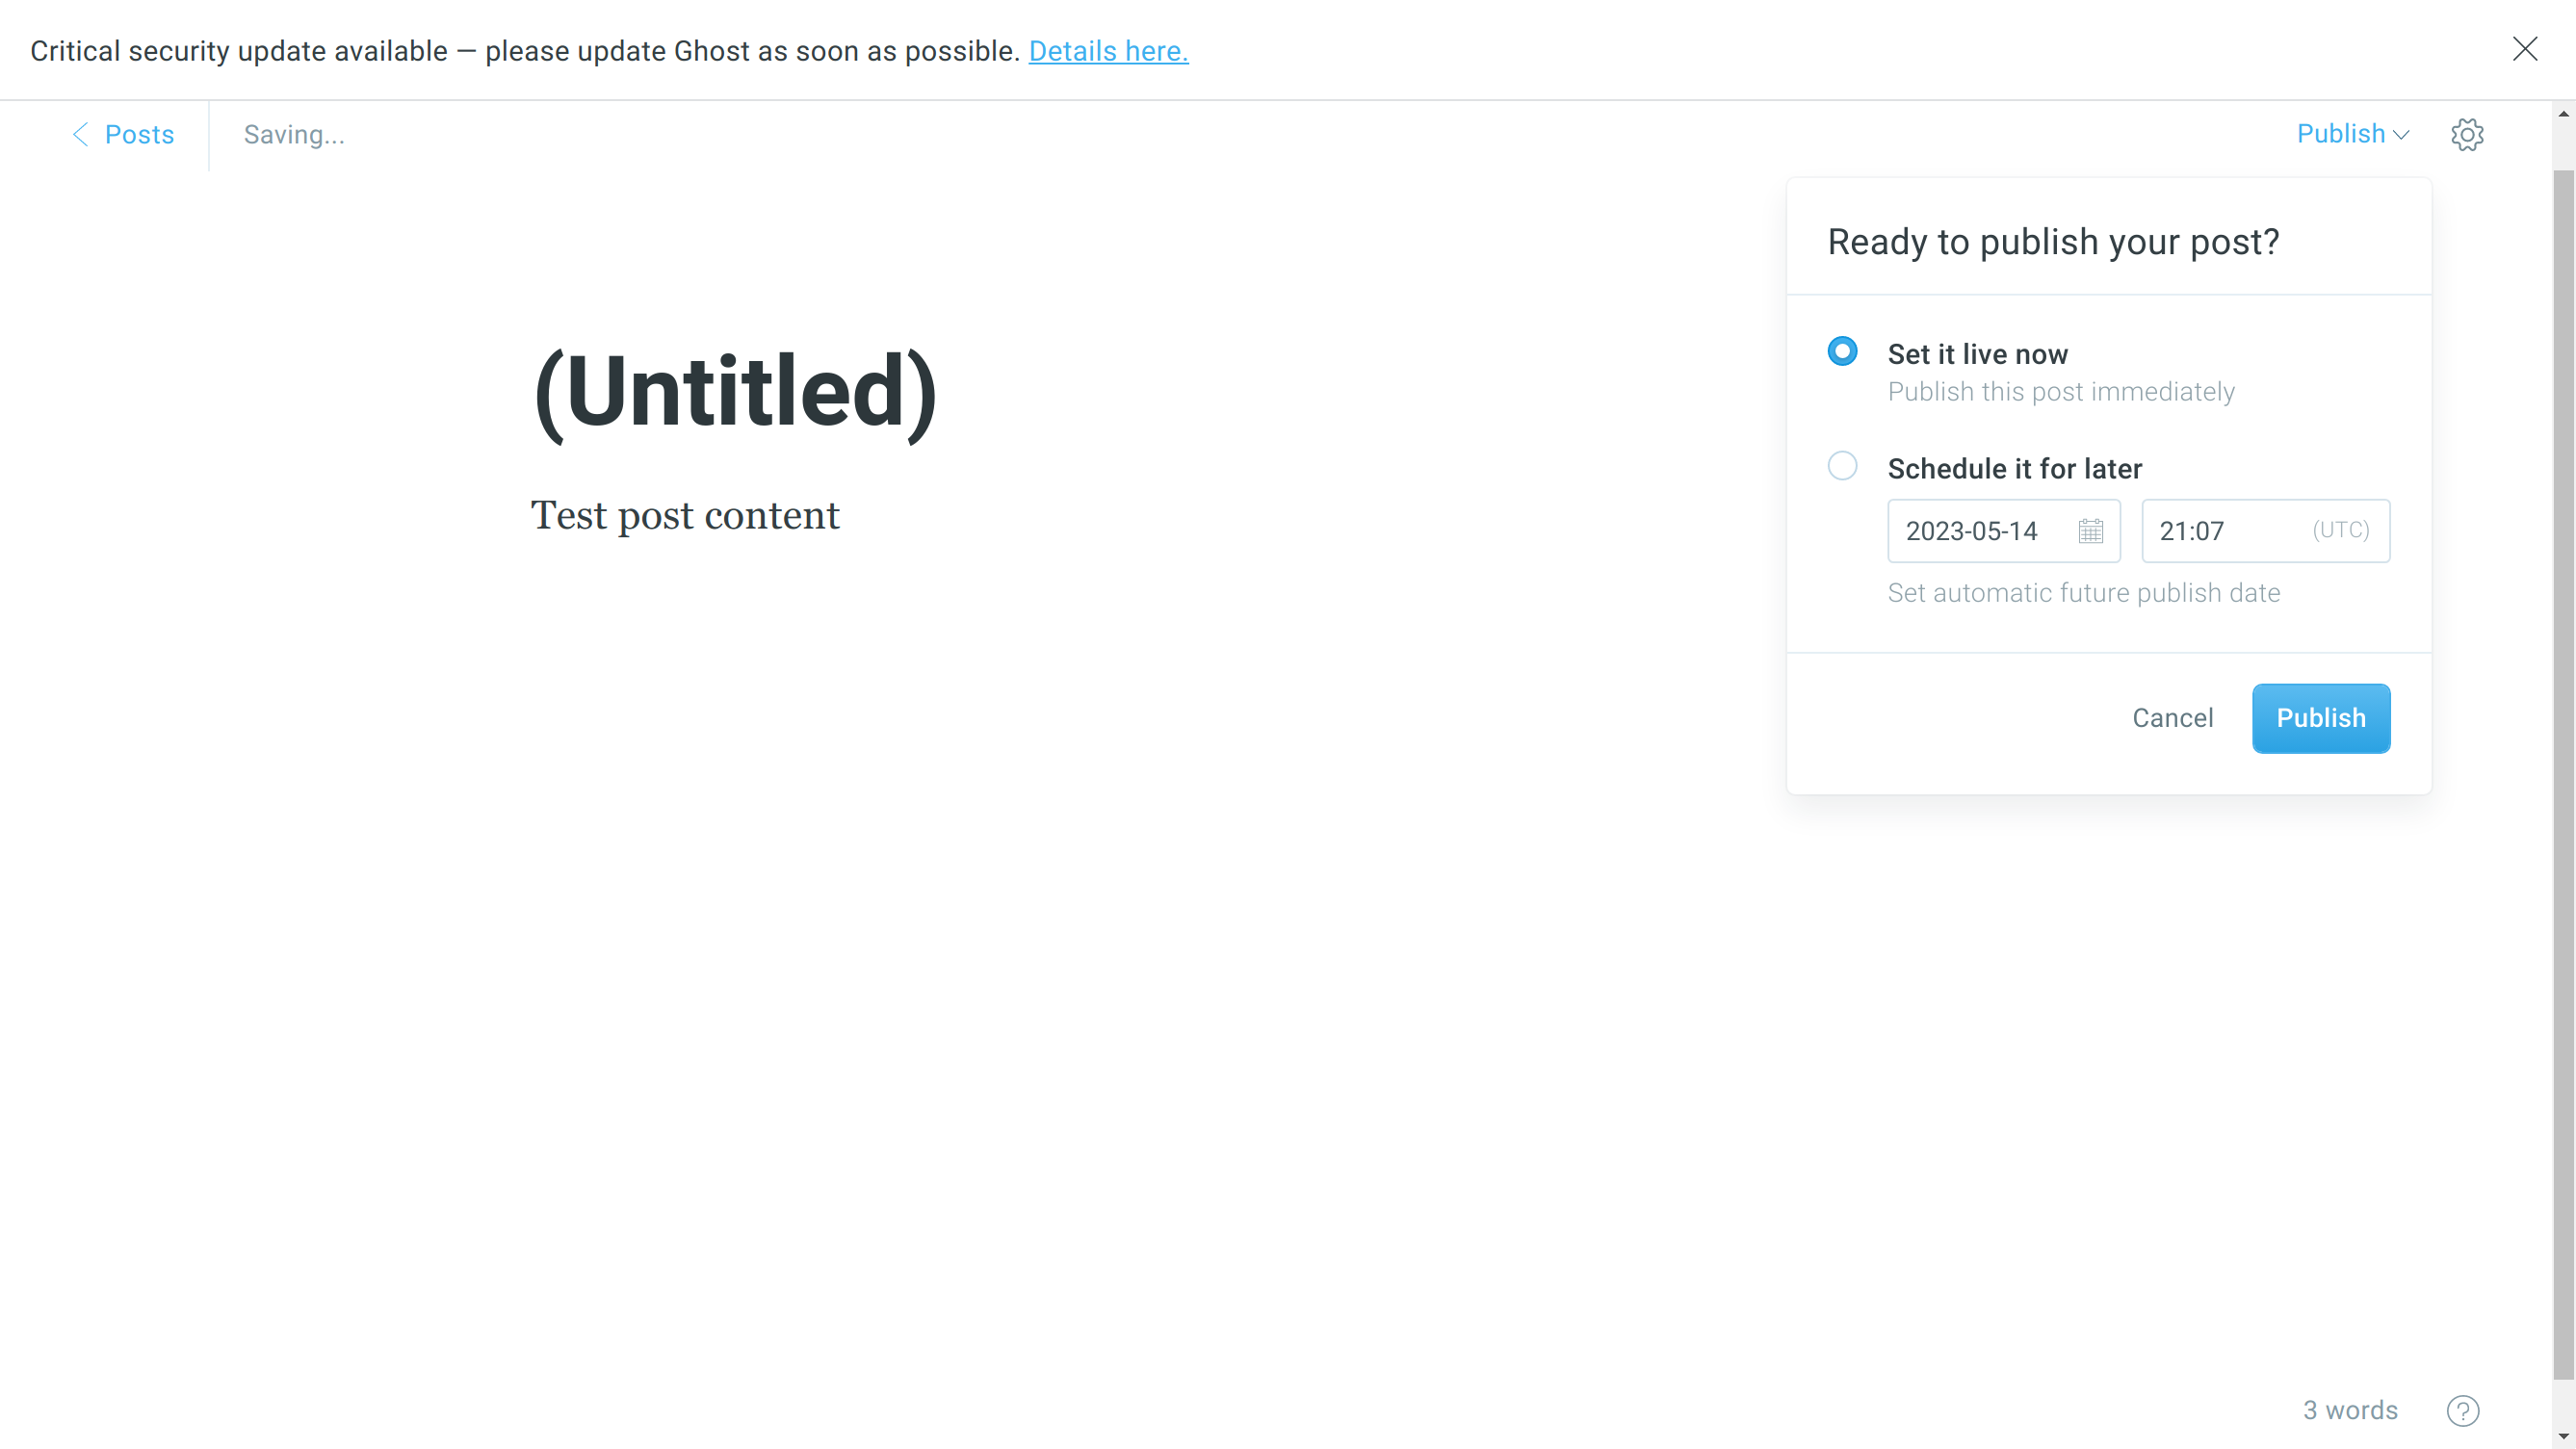 Critical security update available — please update Ghost as soon as possible. Details here.
Posts
Saving...
Publish
Ready to publish your post?
Set it live now
Publish this post immediately
Schedule it for later
2023-05-14
21:07
(UTC)
Set automatic future publish date
Cancel
Publish
(Untitled)
Test post content
3 words
?